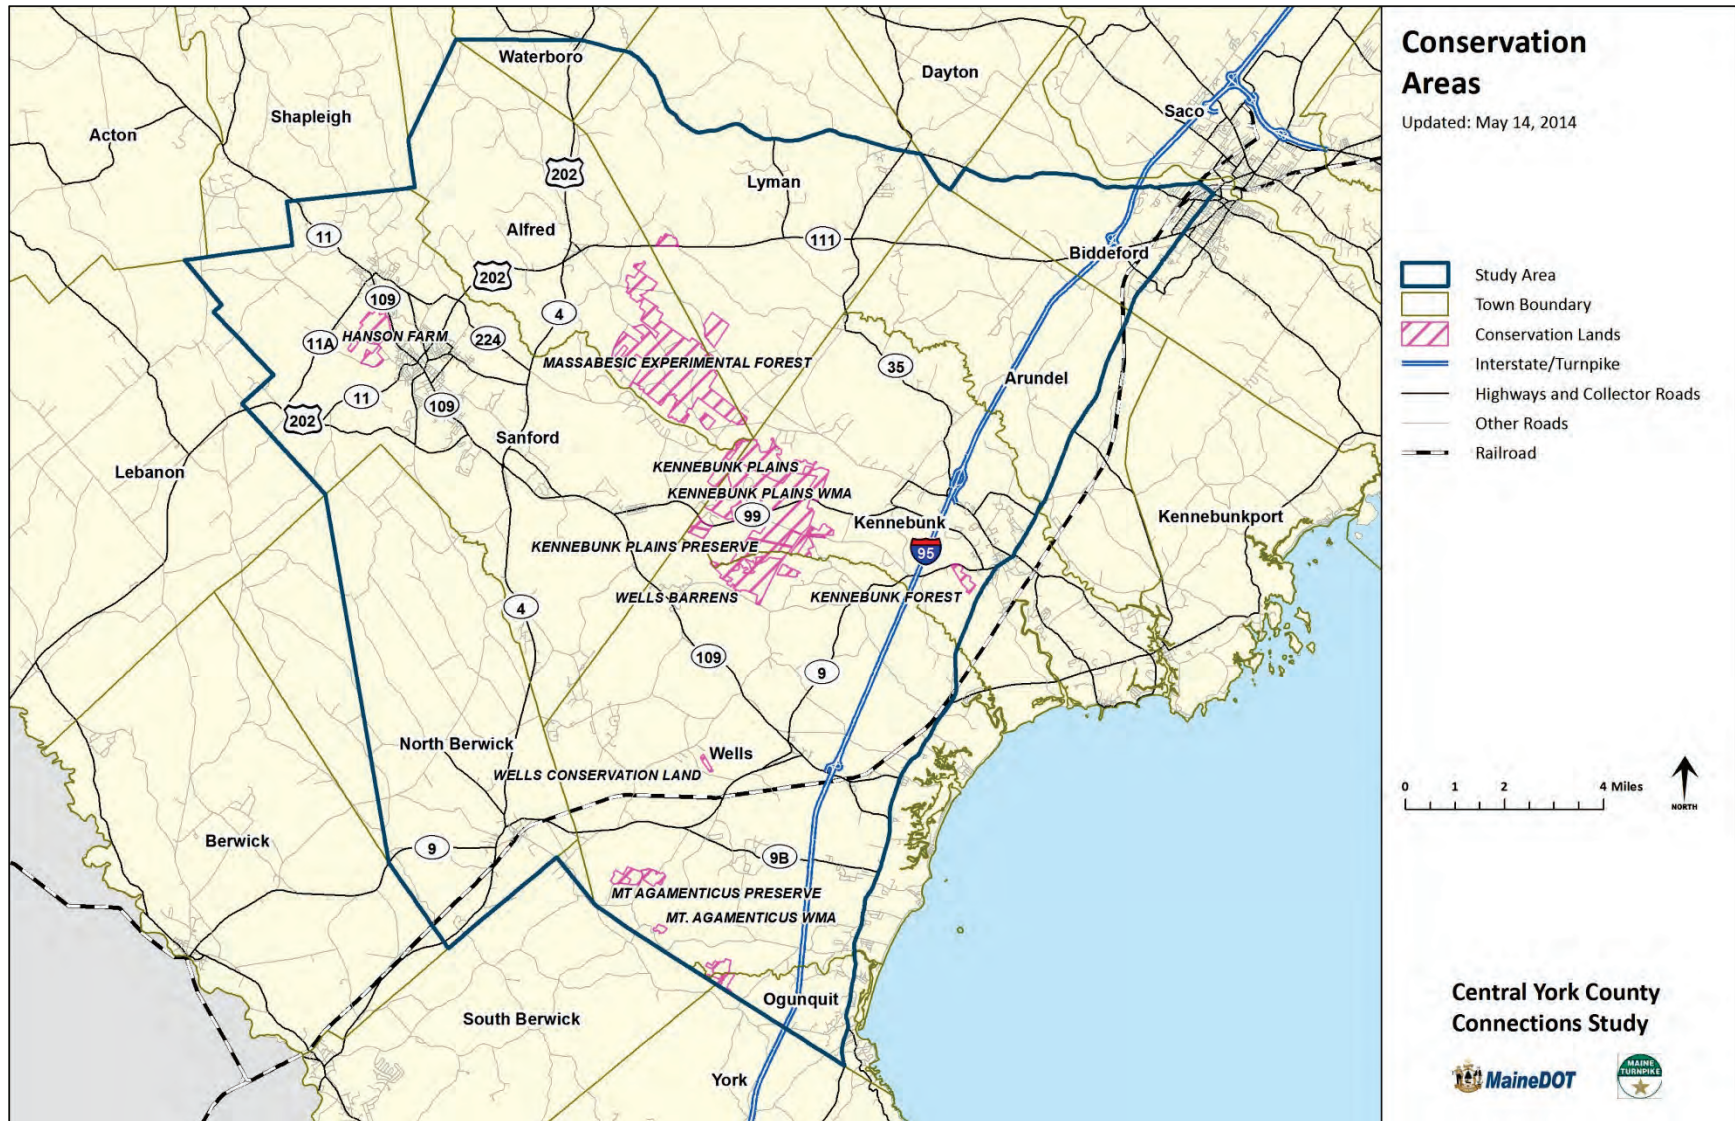 Waterboro
Dayton
Shapleigh
Saco
Acton
202
Lyman
11
Alfred
111
Biddeford
202
109
4
HANSON FARM
224
11A
MASSABESIC EXPERIMENTAL FOREST
35
Arundel
11
109
202
Sanford
Lebanon
KENNEBUNK PLAINS
KENNEBUNK PLAINS WMA
99
Kennebunk
Kennebunkport
KENNEBUNK PLAINS PRESERVE
95
WELLS BARRENS
KENNEBUNK FOREST
4
109
9
North Berwick
Wells
WELLS CONSERVATION LAND
Berwick
9
9B
MT AGAMENTICUS PRESERVE
MT. AGAMENTICUS WMA
Ogunquit
South Berwick
York
Conservation
Areas
Updated: May 14, 2014
Study Area
Town Boundary
Conservation Lands
Interstate/Turnpike
Highways and Collector Roads
Other Roads
Railroad
0 1 2 4 Miles
NORTH
Central York County
Connections Study
MaineDOT
MAINE
TURNPIKE